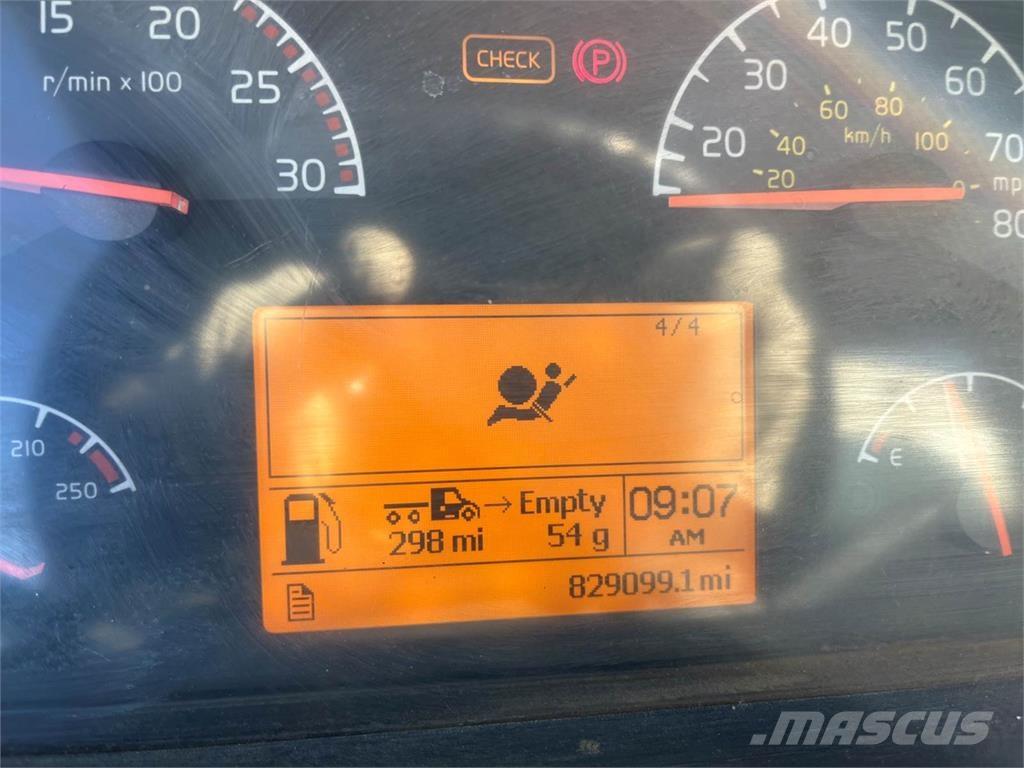 15 20 25 30
r/min x 100
CHECK
P
20 30 40 50 60 70 80
mp
20 40 60 80 100
km/h
4/4
210
250
E
→ Empty
298 mi 54 g
09:07
AM
829099.1 mi
MASCUS